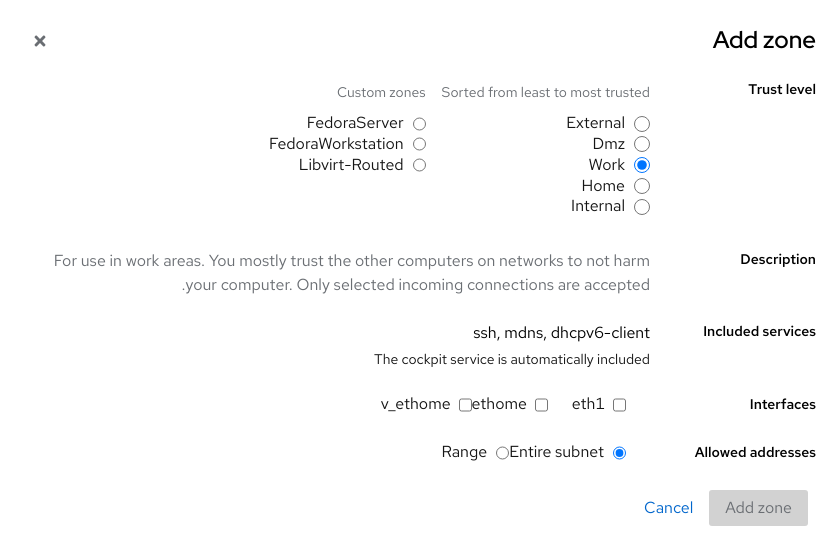 Add zone
Trust level
Sorted from least to most trusted
External
Dmz
Work
Home
Internal
Custom zones
FedoraServer
FedoraWorkstation
Libvirt-Routed
Description
For use in work areas. You mostly trust the other computers on networks to not harm
.your computer. Only selected incoming connections are accepted
Included services
ssh, mdns, dhcpv6-client
The cockpit service is automatically included
Interfaces
eth1 ethome v_ethome
Allowed addresses
Entire subnet Range
Add zone Cancel